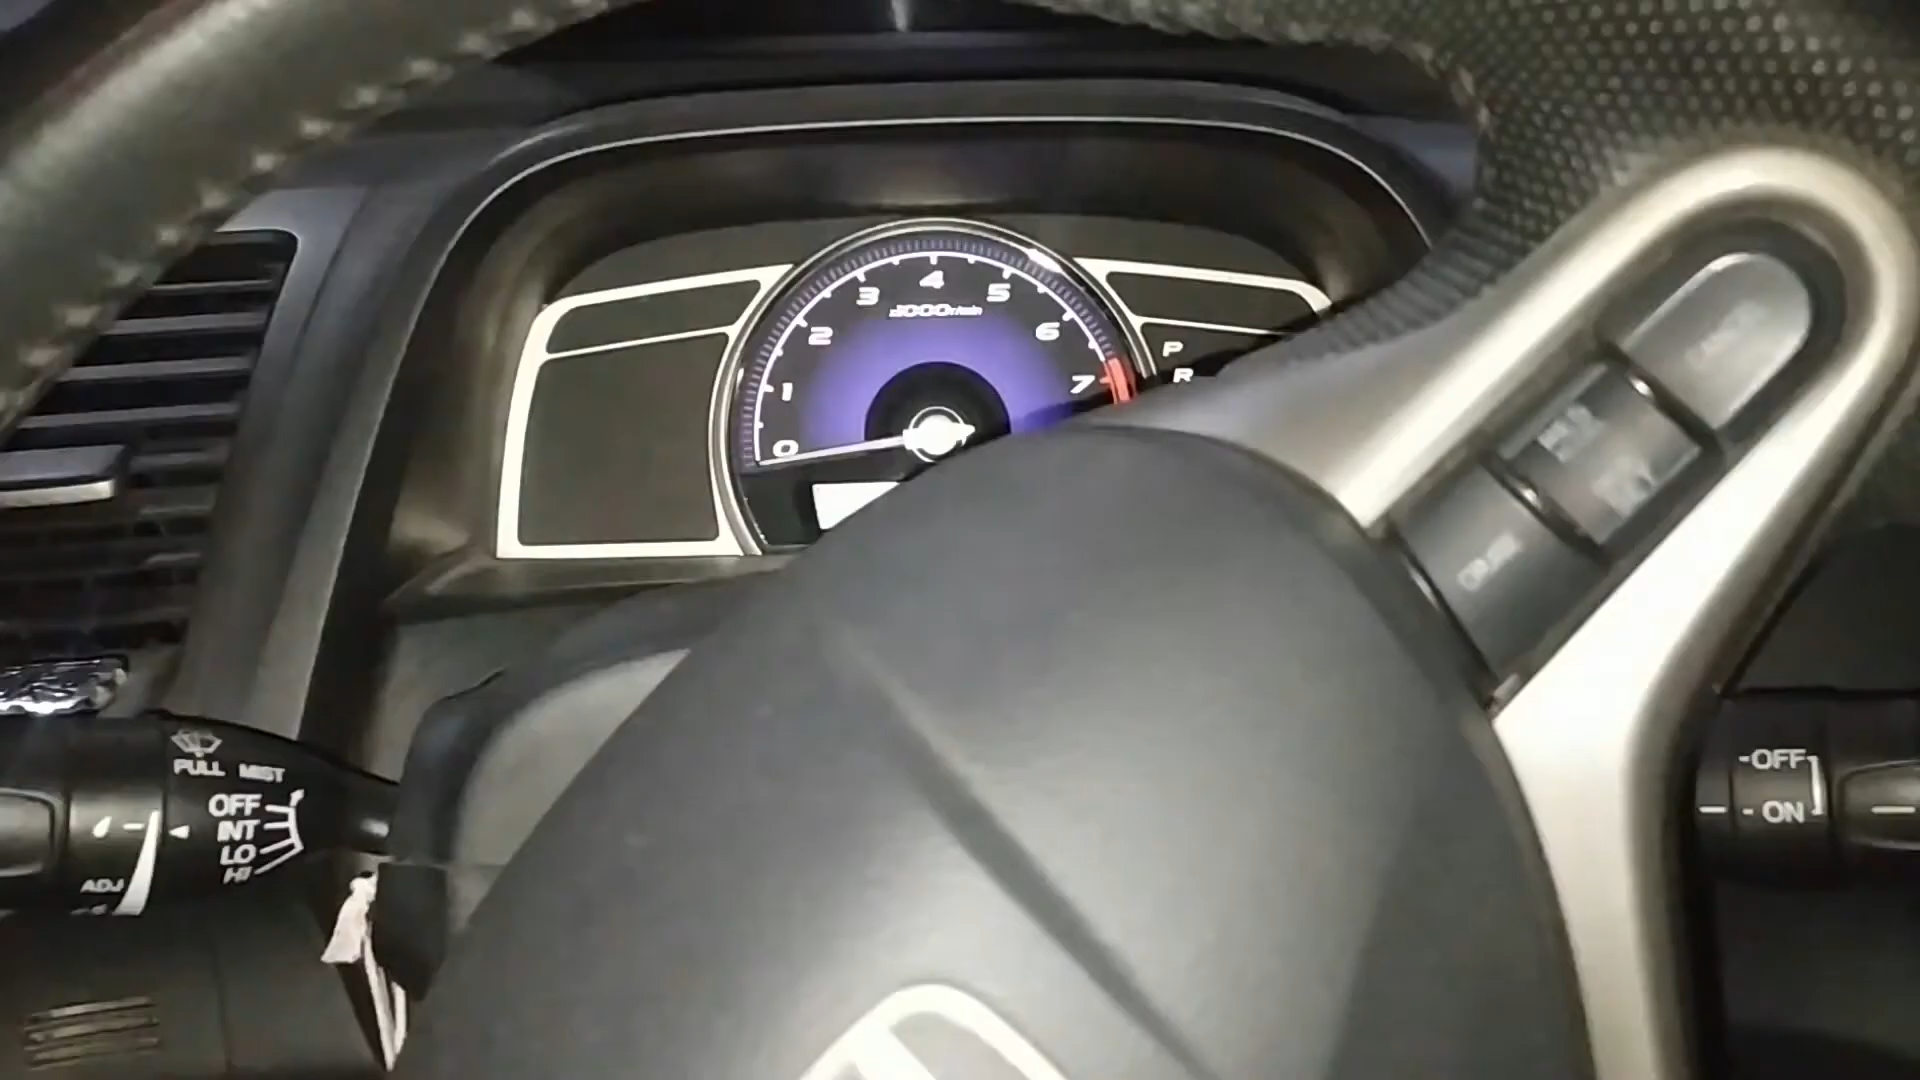 4
3
5
x1000r/min
2
6
1
7
0
P
R
CRUISE
PULL MIST
OFF
INT
LO
HI
ADJ
-OFF
- ON